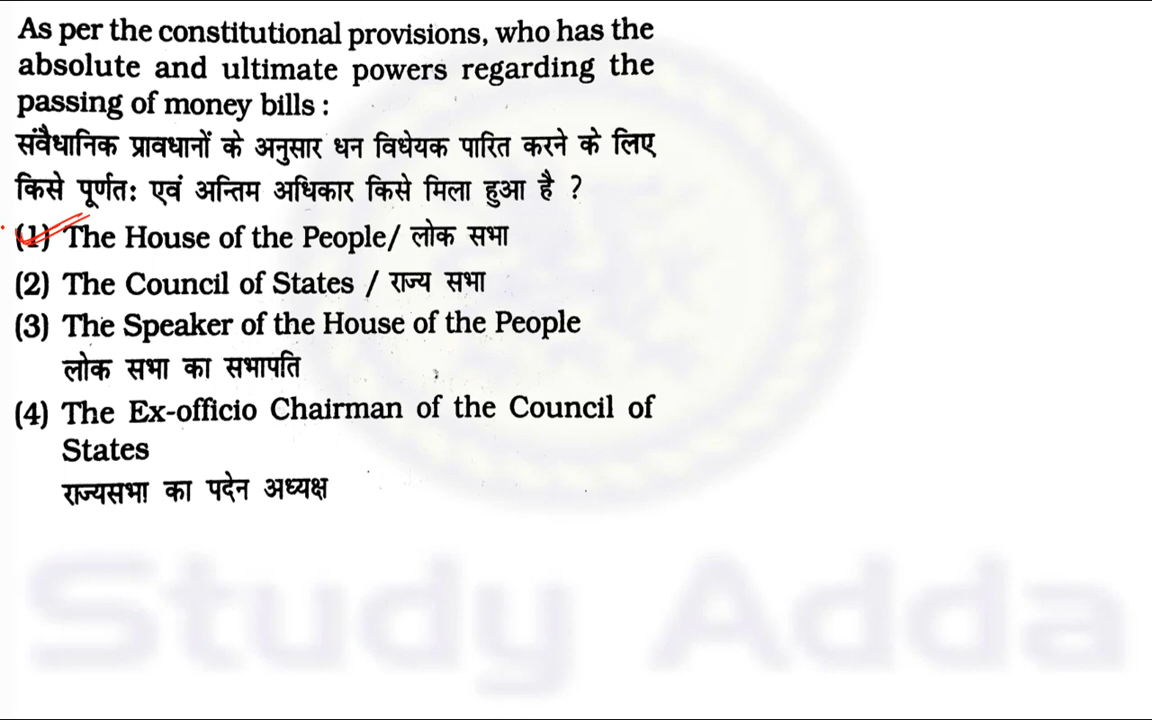 As per the constitutional provisions, who has the
absolute and ultimate powers regarding the
passing of money bills :
संवैधानिक प्रावधानों के अनुसार धन विधेयक पारित करने के लिए
किसे पूर्णतः एवं अन्तिम अधिकार किसे मिला हुआ है ?
(1) The House of the People/ लोक सभा
(2) The Council of States / राज्य सभा
(3) The Speaker of the House of the People
लोक सभा का सभापति
(4) The Ex-officio Chairman of the Council of
States
राज्यसभा का पदेन अध्यक्ष
Study Adda